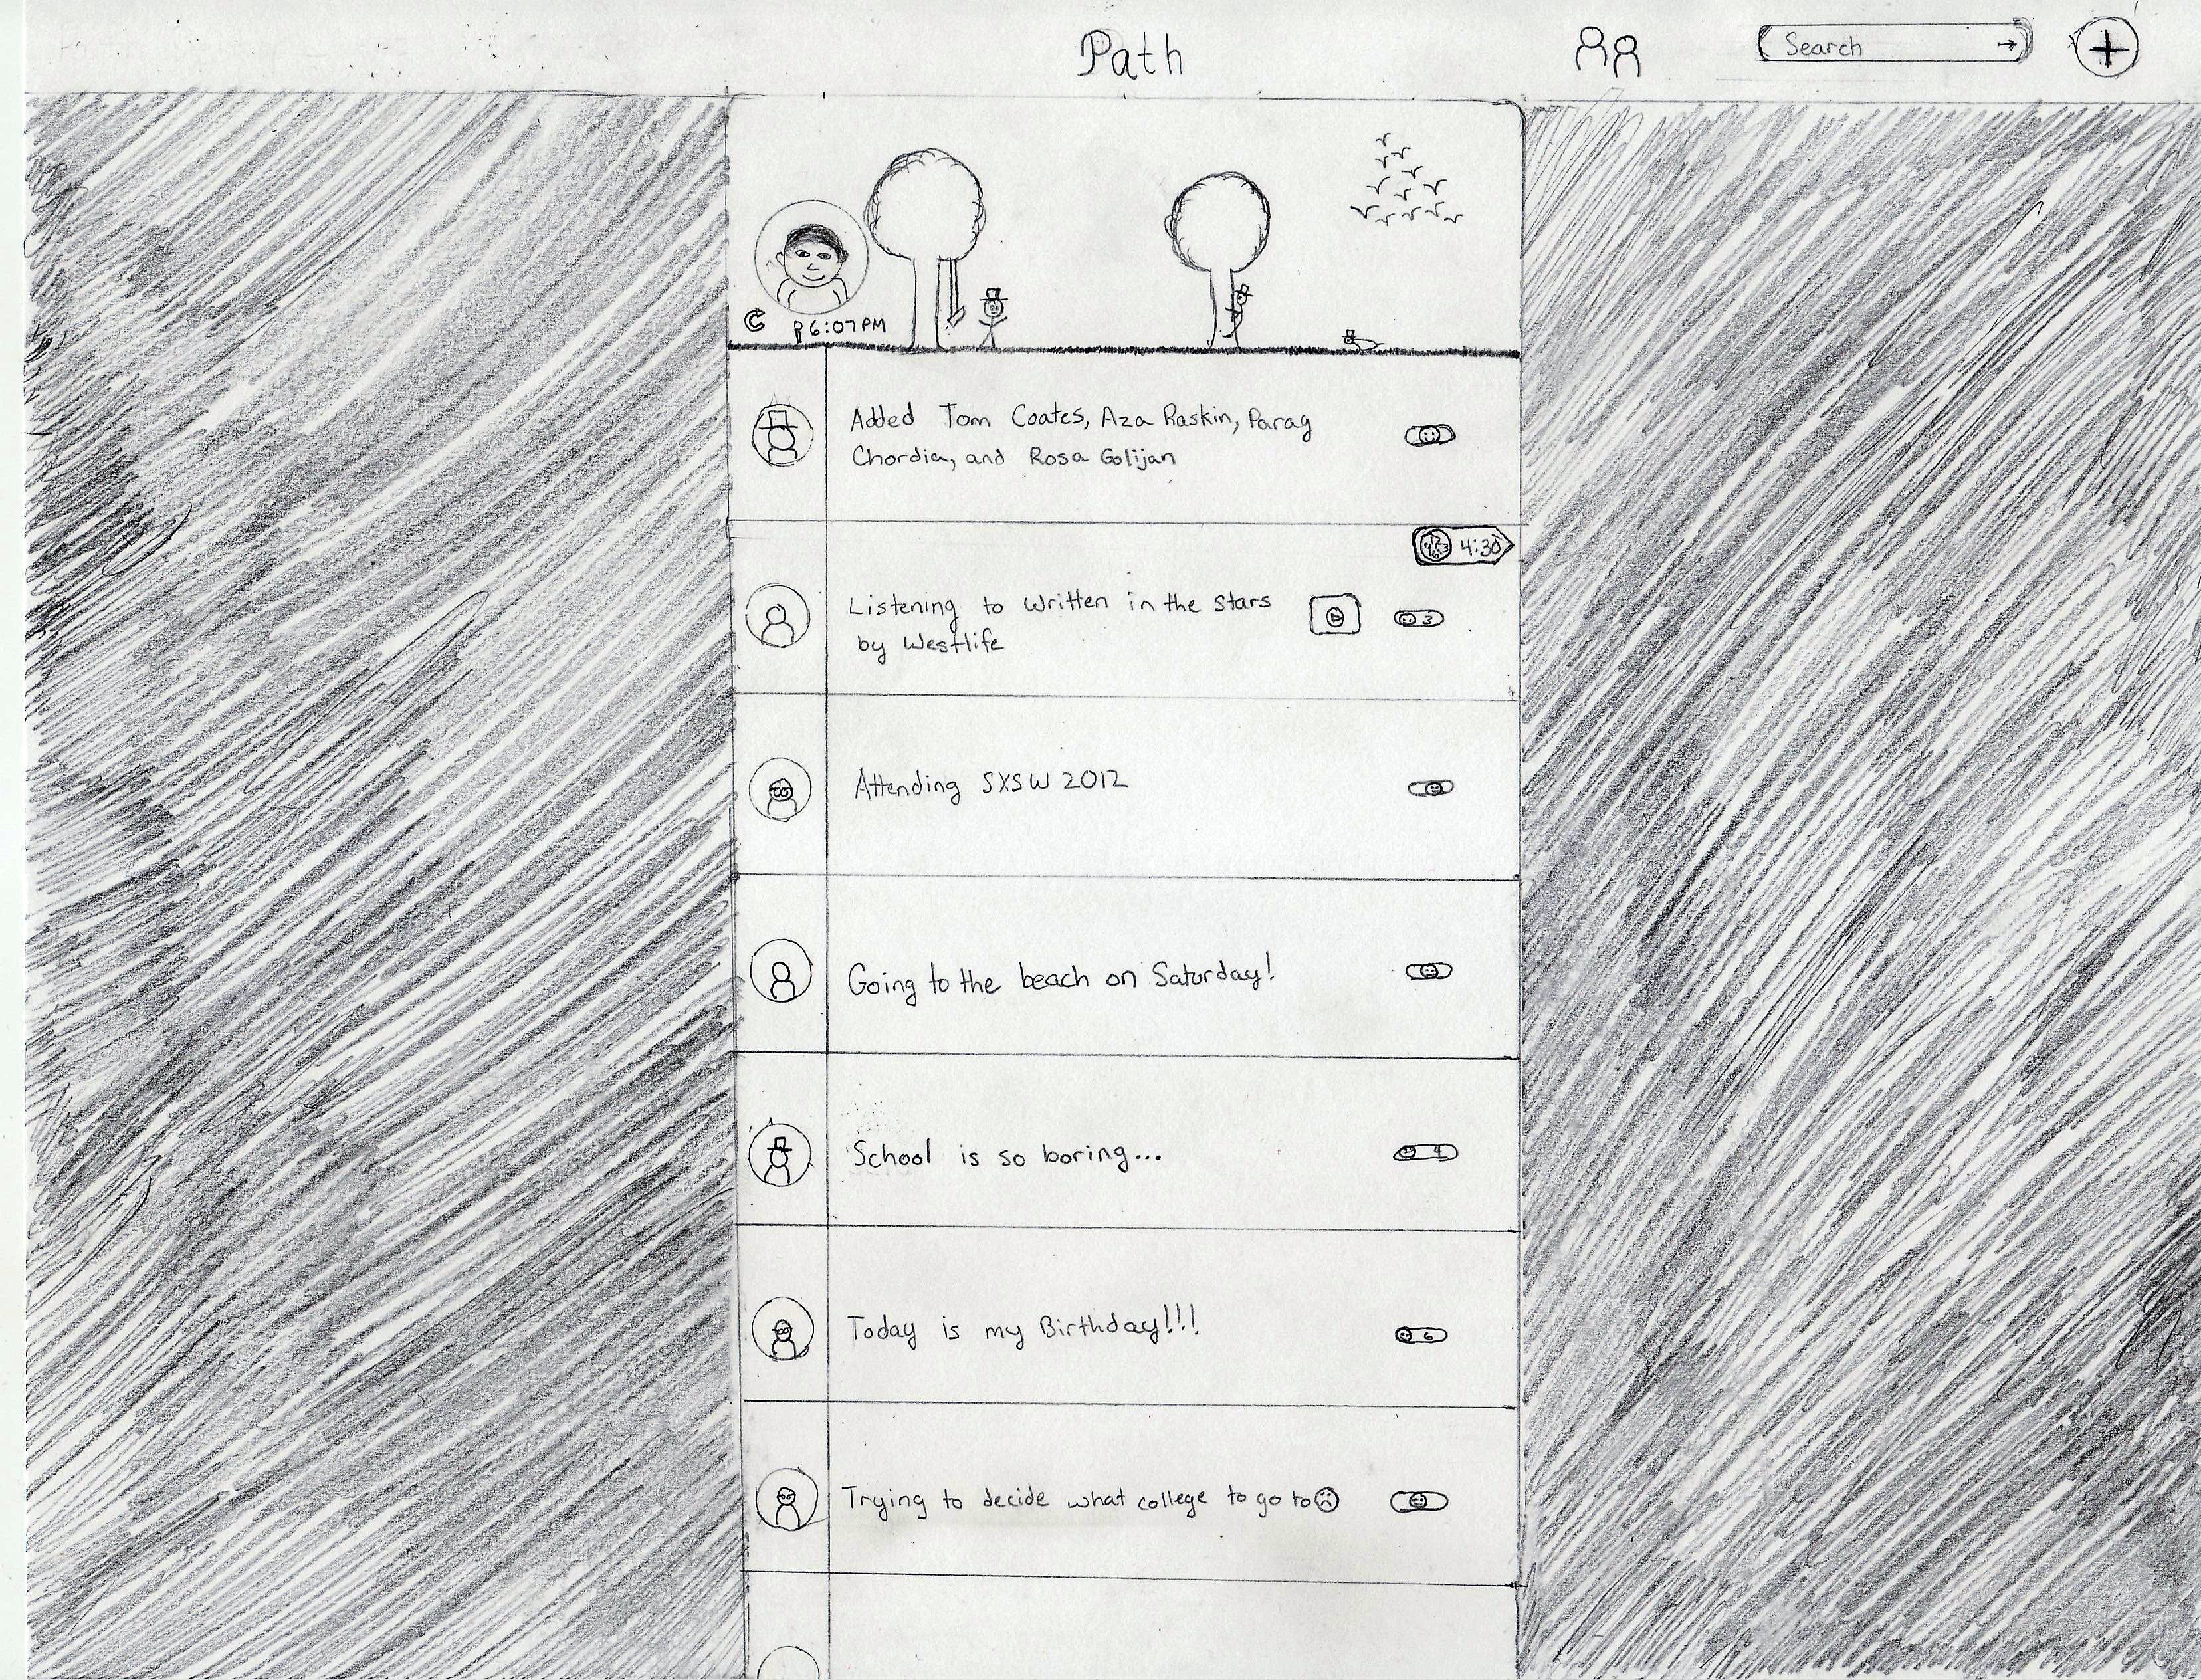 Path
Search
6:07PM
Added Tom Coates, Aza Raskin, Parag
Chordia, and Rosa Golijan
4:30
Listening to Written in the Stars
by Westlife
3
Attending SXSW 2012
Going to the beach on Saturday!
School is so boring...
4
Today is my Birthday!!!
6
Trying to decide what college to go to